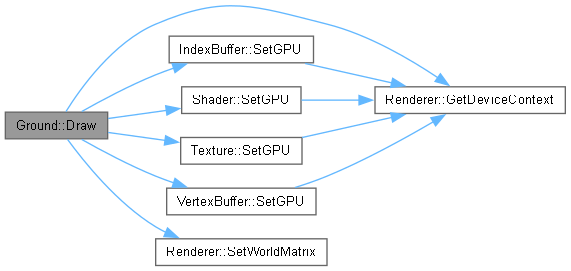 Ground::Draw
IndexBuffer::SetGPU
Shader::SetGPU
Texture::SetGPU
VertexBuffer::SetGPU
Renderer::SetWorldMatrix
Renderer::GetDeviceContext